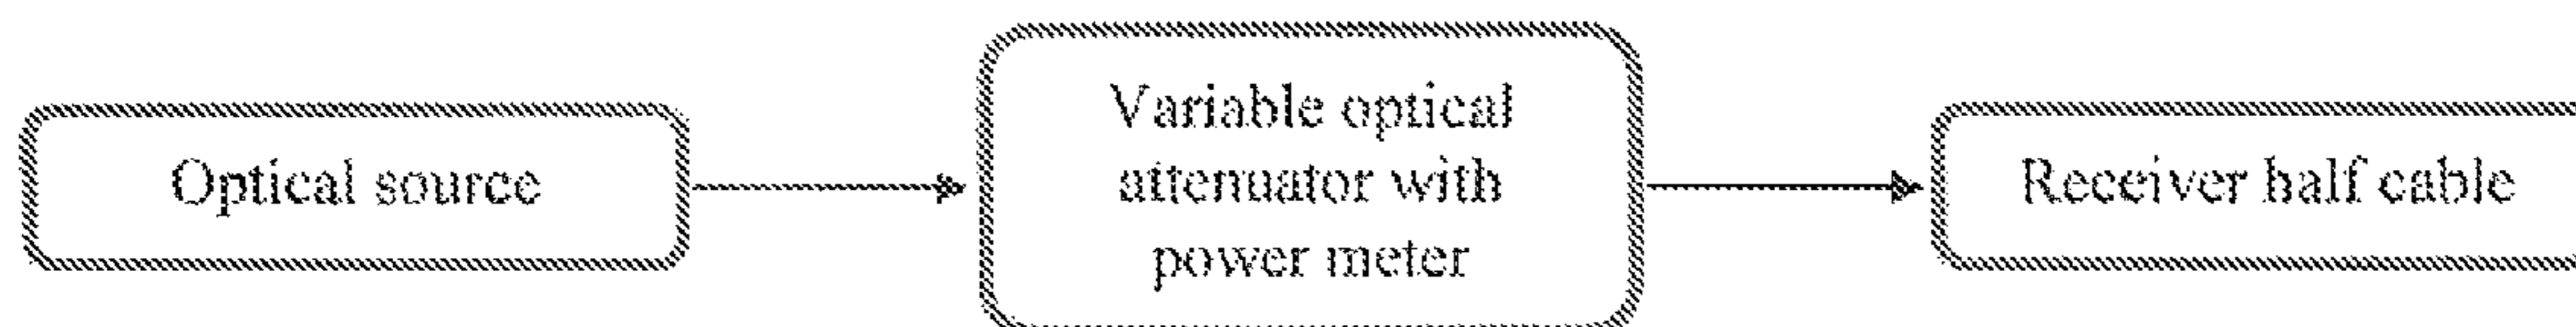 Optical source
Variable optical
attenuator with
power meter
Receiver half cable